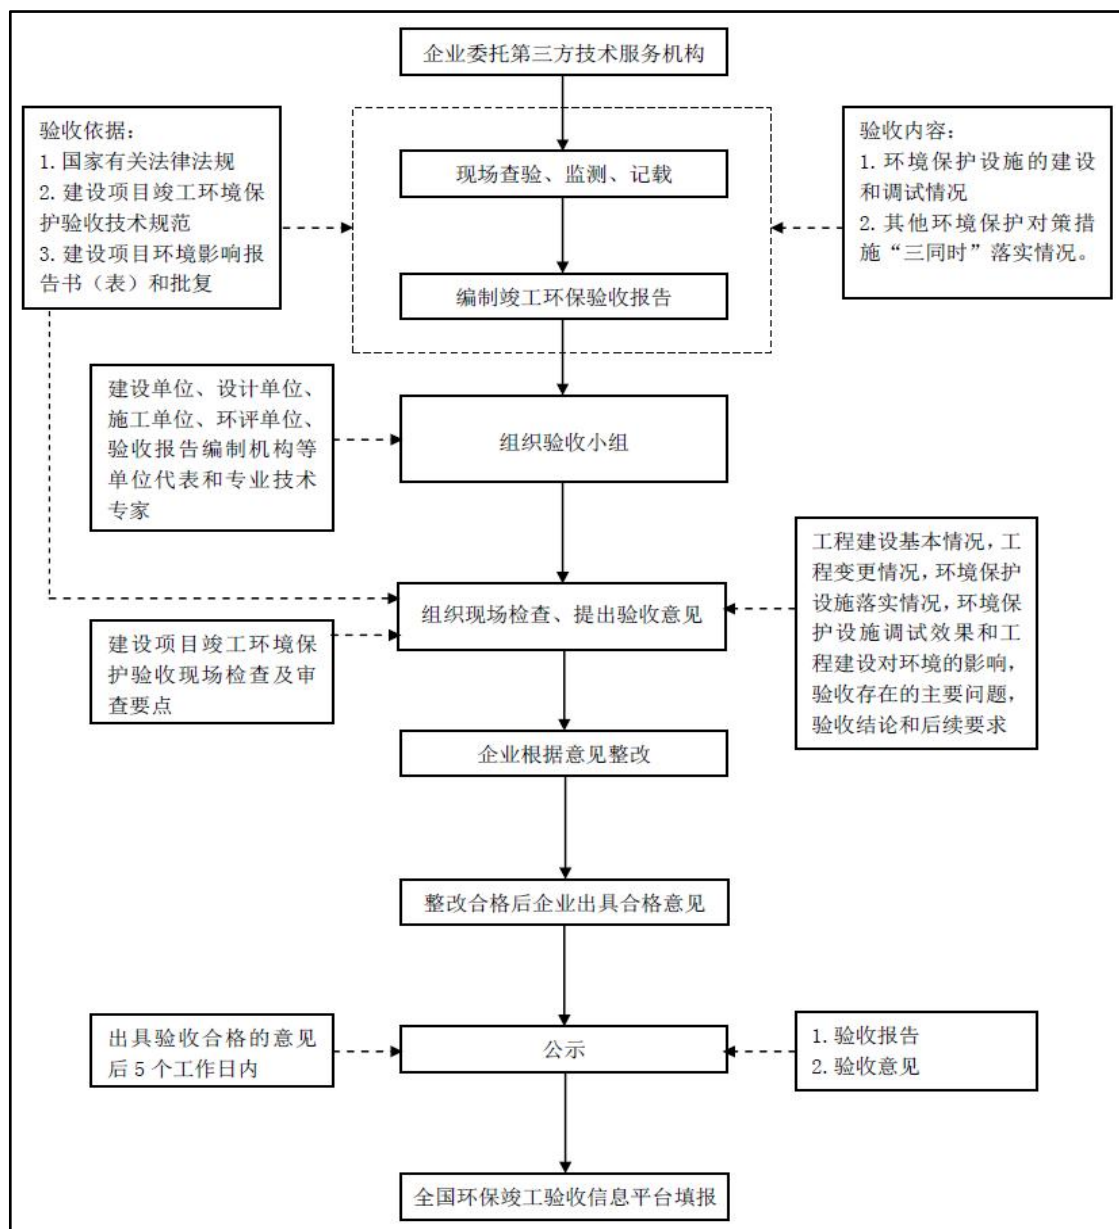 企业委托第三方技术服务机构
验收依据：
1. 国家有关法律法规
2. 建设项目竣工环境保
护验收技术规范
3. 建设项目环境影响报
告书（表）和批复
现场查验、监测、记载
编制竣工环保验收报告
验收内容：
1. 环境保护设施的建设
和调试情况
2. 其他环境保护对策措
施“三同时”落实情况。
建设单位、设计单位、
施工单位、环评单位、
验收报告编制机构等
单位代表和专业技术
专家
组织验收小组
组织现场检查、提出验收意见
建设项目竣工环境保
护验收现场检查及审
查要点
工程建设基本情况，工
程变更情况，环境保护
设施落实情况，环境保
护设施调试效果和工
程建设对环境的影响，
验收存在的主要问题，
验收结论和后续要求
企业根据意见整改
整改合格后企业出具合格意见
出具验收合格的意见
后 5 个工作日内
公示
1. 验收报告
2. 验收意见
全国环保竣工验收信息平台填报